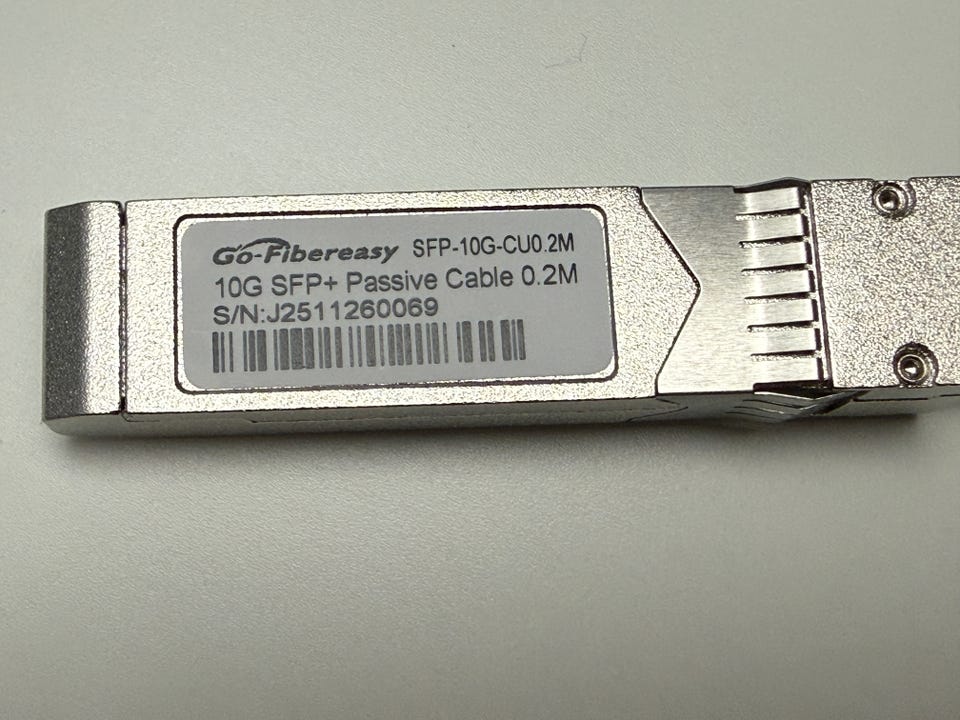 Go-Fibereasy SFP-10G-CU0.2M
10G SFP+ Passive Cable 0.2M
S/N:J2511260069